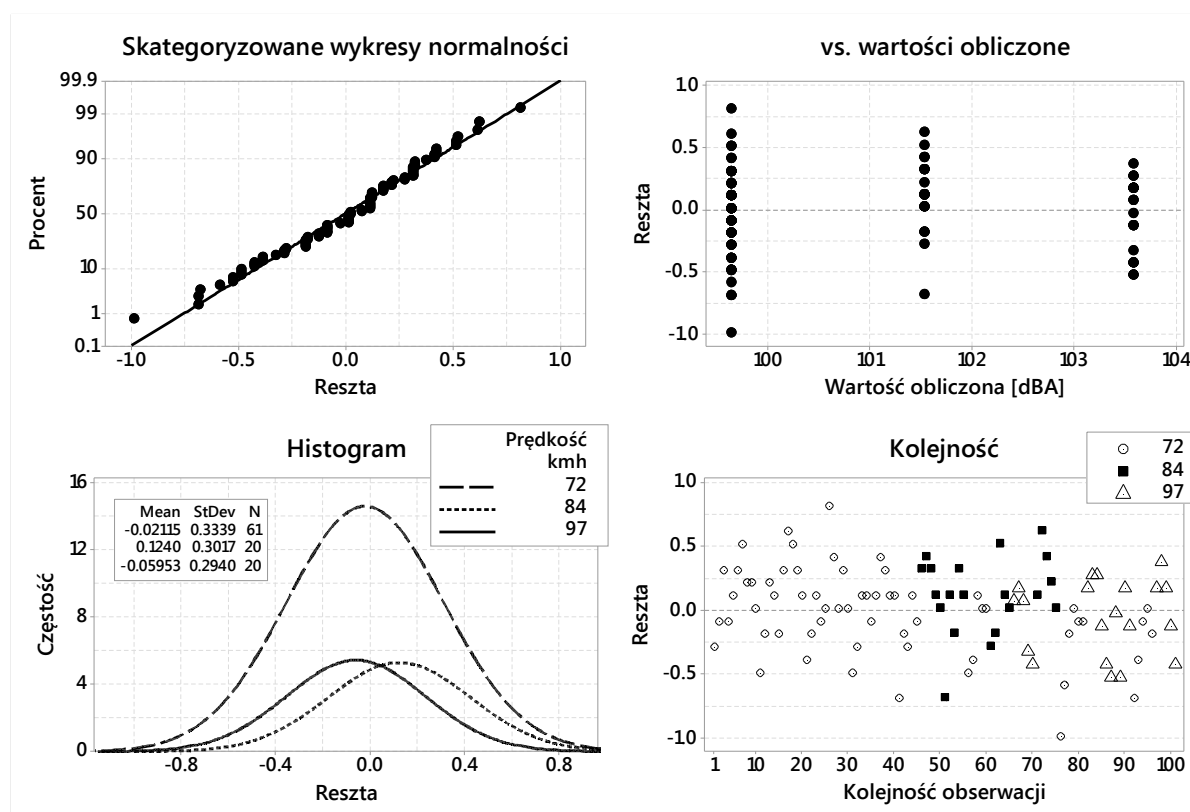 Skategoryzowane wykresy normalności
Procent
99.9
99
90
50
10
1
0.1
-1.0 -0.5 0.0 0.5 1.0
Reszta
vs. wartości obliczone
Reszta
1.0
0.5
0.0
-0.5
-1.0
100 101 102 103 104
Wartość obliczona [dBA]
Histogram
Prędkość
kmh
72
84
97
Mean StDev N
-0.02115 0.3339 61
0.1240 0.3017 20
-0.05953 0.2940 20
Częstość
16
12
8
4
0
-0.8 -0.4 0.0 0.4 0.8
Reszta
Kolejność
72
84
97
Reszta
1.0
0.5
0.0
-0.5
-1.0
1 10 20 30 40 50 60 70 80 90 100
Kolejność obserwacji